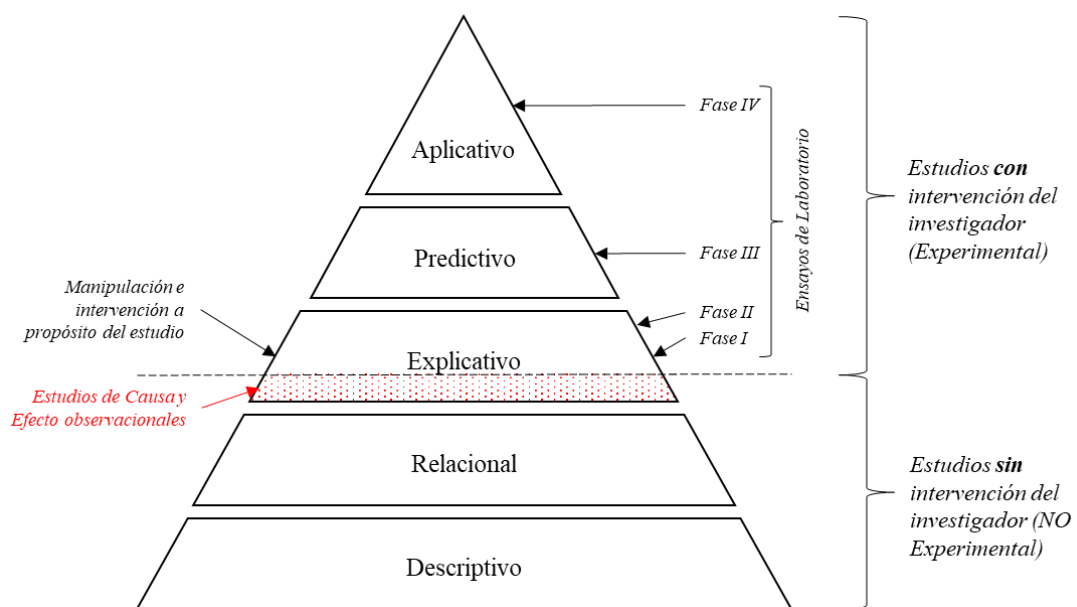 Fase IV
Aplicativo
Estudios con
intervención del
investigador
(Experimental)
Ensayos de Laboratorio
Predictivo
Fase III
Manipulación e
intervención a
propósito del estudio
Fase II
Fase I
Explicativo
Estudios de Causa y
Efecto observacionales
Relacional
Estudios sin
intervención del
investigador (NO
Experimental)
Descriptivo